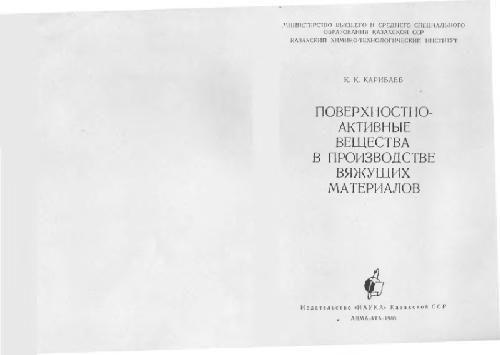 МИНИСТЕРСТВО ВЫСШЕГО И СРЕДНЕГО СПЕЦИАЛЬНОГО
ОБРАЗОВАНИЯ КАЗАХСКОЙ ССР
КАЗАХСКИЙ ХИМИКО-ТЕХНОЛОГИЧЕСКИЙ ИНСТИТУТ
К. К. КАРИБАЕВ
ПОВЕРХНОСТНО-
АКТИВНЫЕ
ВЕЩЕСТВА
В ПРОИЗВОДСТВЕ
ВЯЖУЩИХ
МАТЕРИАЛОВ
Издательство «НАУКА» Казахской ССР
АЛМА-АТА